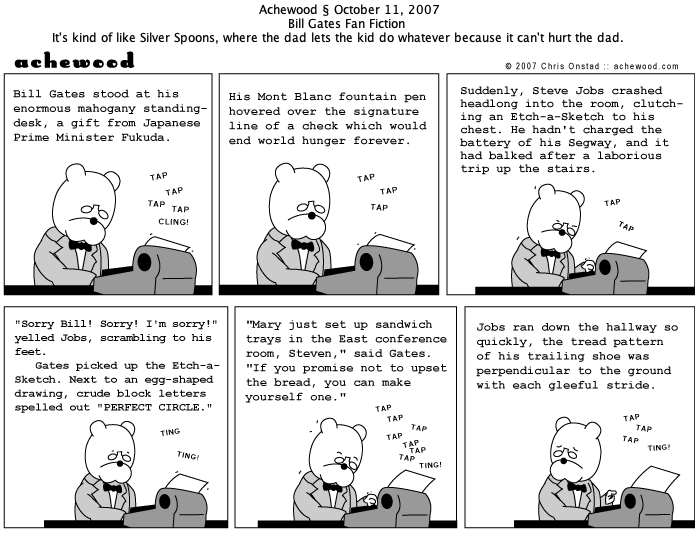 Achewood § October 11, 2007
Bill Gates Fan Fiction
It's kind of like Silver Spoons, where the dad lets the kid do whatever because it can't hurt the dad.
achewood
© 2007 Chris Onstad :: achewood.com
Bill Gates stood at his
enormous mahogany standing-
desk, a gift from Japanese
Prime Minister Fukuda.
TAP
TAP
TAP TAP
CLING!
His Mont Blanc fountain pen
hovered over the signature
line of a check which would
end world hunger forever.
TAP
TAP
TAP
Suddenly, Steve Jobs crashed
headlong into the room, clutch-
ing an Etch-a-Sketch to his
chest. He hadn't charged the
battery of his Segway, and it
had balked after a laborious
trip up the stairs.
TAP
TAP
"Sorry Bill! Sorry! I'm sorry!"
yelled Jobs, scrambling to his
feet.
Gates picked up the Etch-a-
Sketch. Next to an egg-shaped
drawing, crude block letters
spelled out "PERFECT CIRCLE."
TING
TING!
"Mary just set up sandwich
trays in the East conference
room, Steven," said Gates.
"If you promise not to upset
the bread, you can make
yourself one."
TAP
TAP
TAP
TAP
TAP
TAP
TAP
TING!
Jobs ran down the hallway so
quickly, the tread pattern
of his trailing shoe was
perpendicular to the ground
with each gleeful stride.
TAP
TAP
TAP
TING!